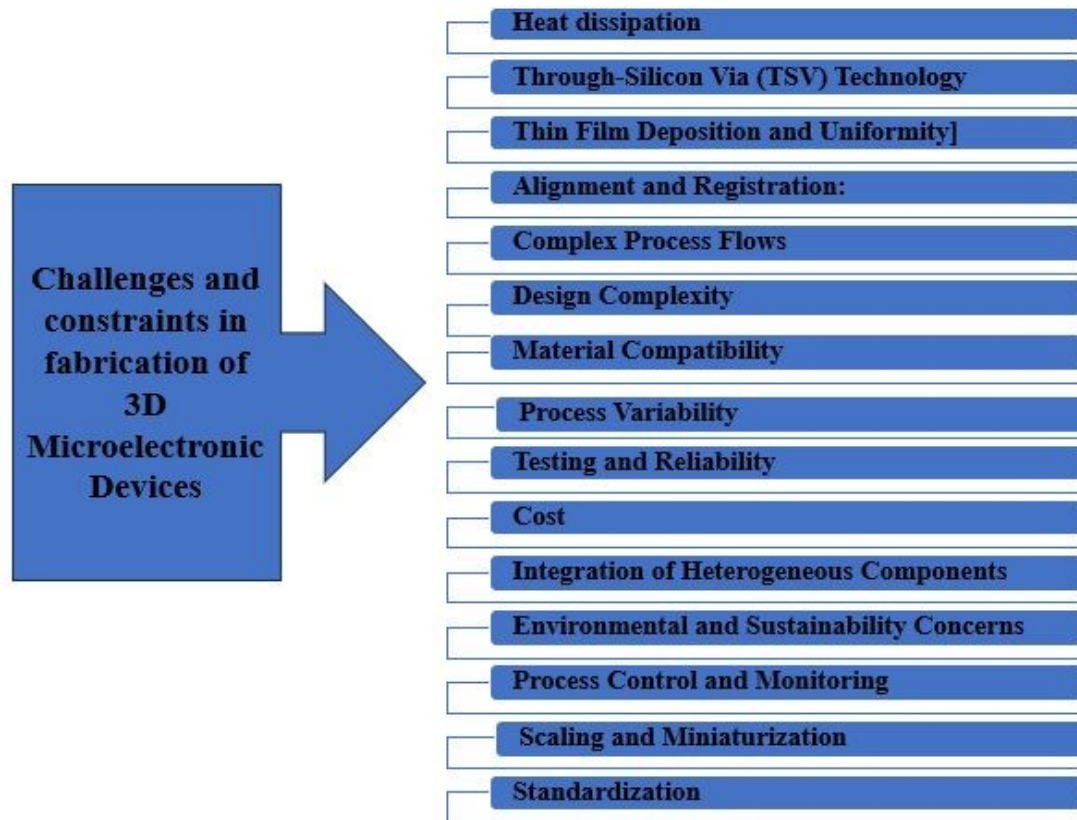 Challenges and
constraints in
fabrication of
3D
Microelectronic
Devices
Heat dissipation
Through-Silicon Via (TSV) Technology
Thin Film Deposition and Uniformity]
Alignment and Registration:
Complex Process Flows
Design Complexity
Material Compatibility
Process Variability
Testing and Reliability
Cost
Integration of Heterogeneous Components
Environmental and Sustainability Concerns
Process Control and Monitoring
Scaling and Miniaturization
Standardization